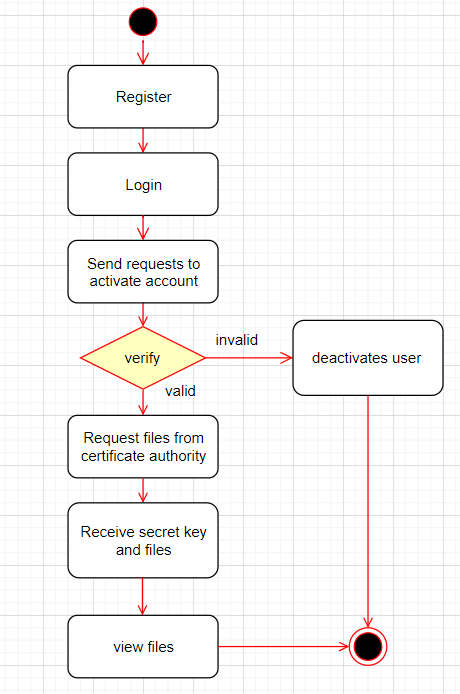 Register
Login
Send requests to
activate account
invalid
verify
deactivates user
valid
Request files from
certificate authority
Receive secret key
and files
view files